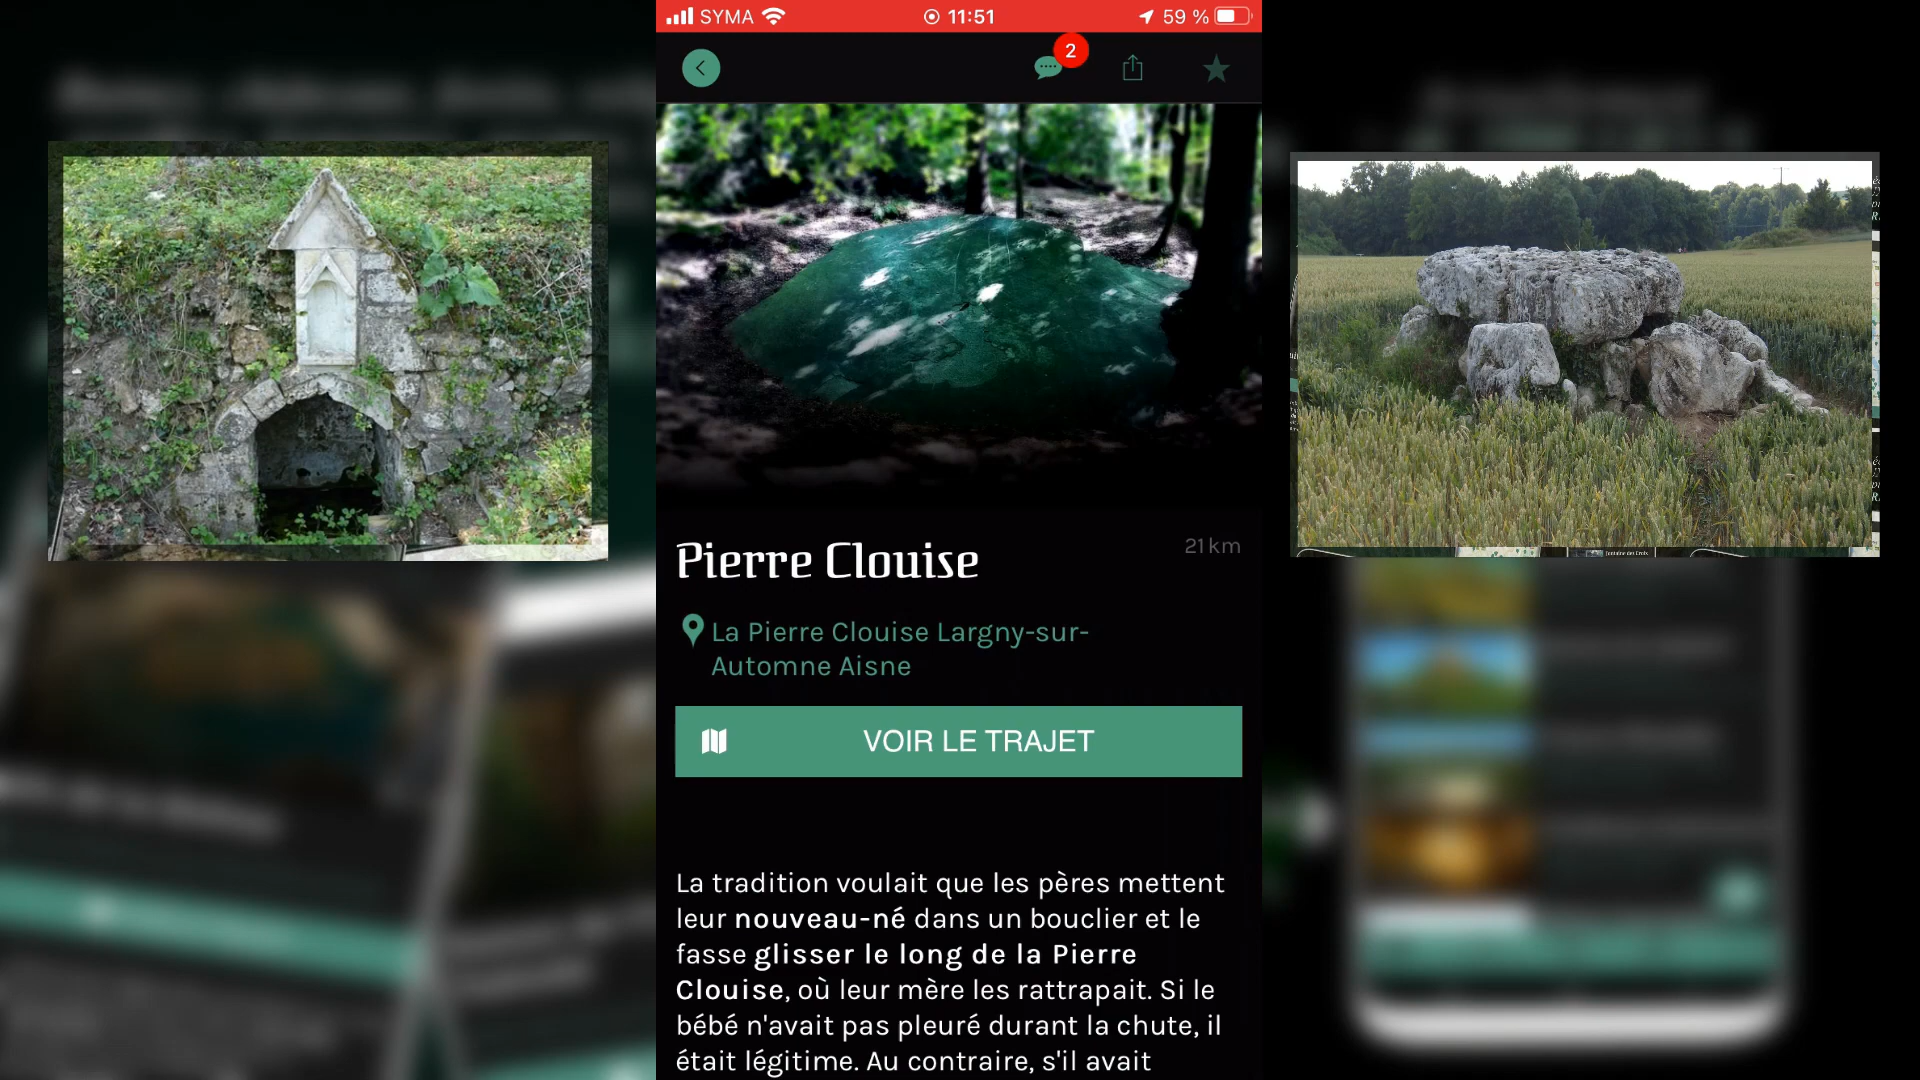 SYMA 11:51 59 %
2
Pierre Clouise
21 km
La Pierre Clouise Largny-sur-
Automne Aisne
VOIR LE TRAJET
La tradition voulait que les pères mettent
leur nouveau-né dans un bouclier et le
fasse glisser le long de la Pierre
Clouise, où leur mère les rattrapait. Si le
bébé n'avait pas pleuré durant la chute, il
était légitime. Au contraire, s'il avait